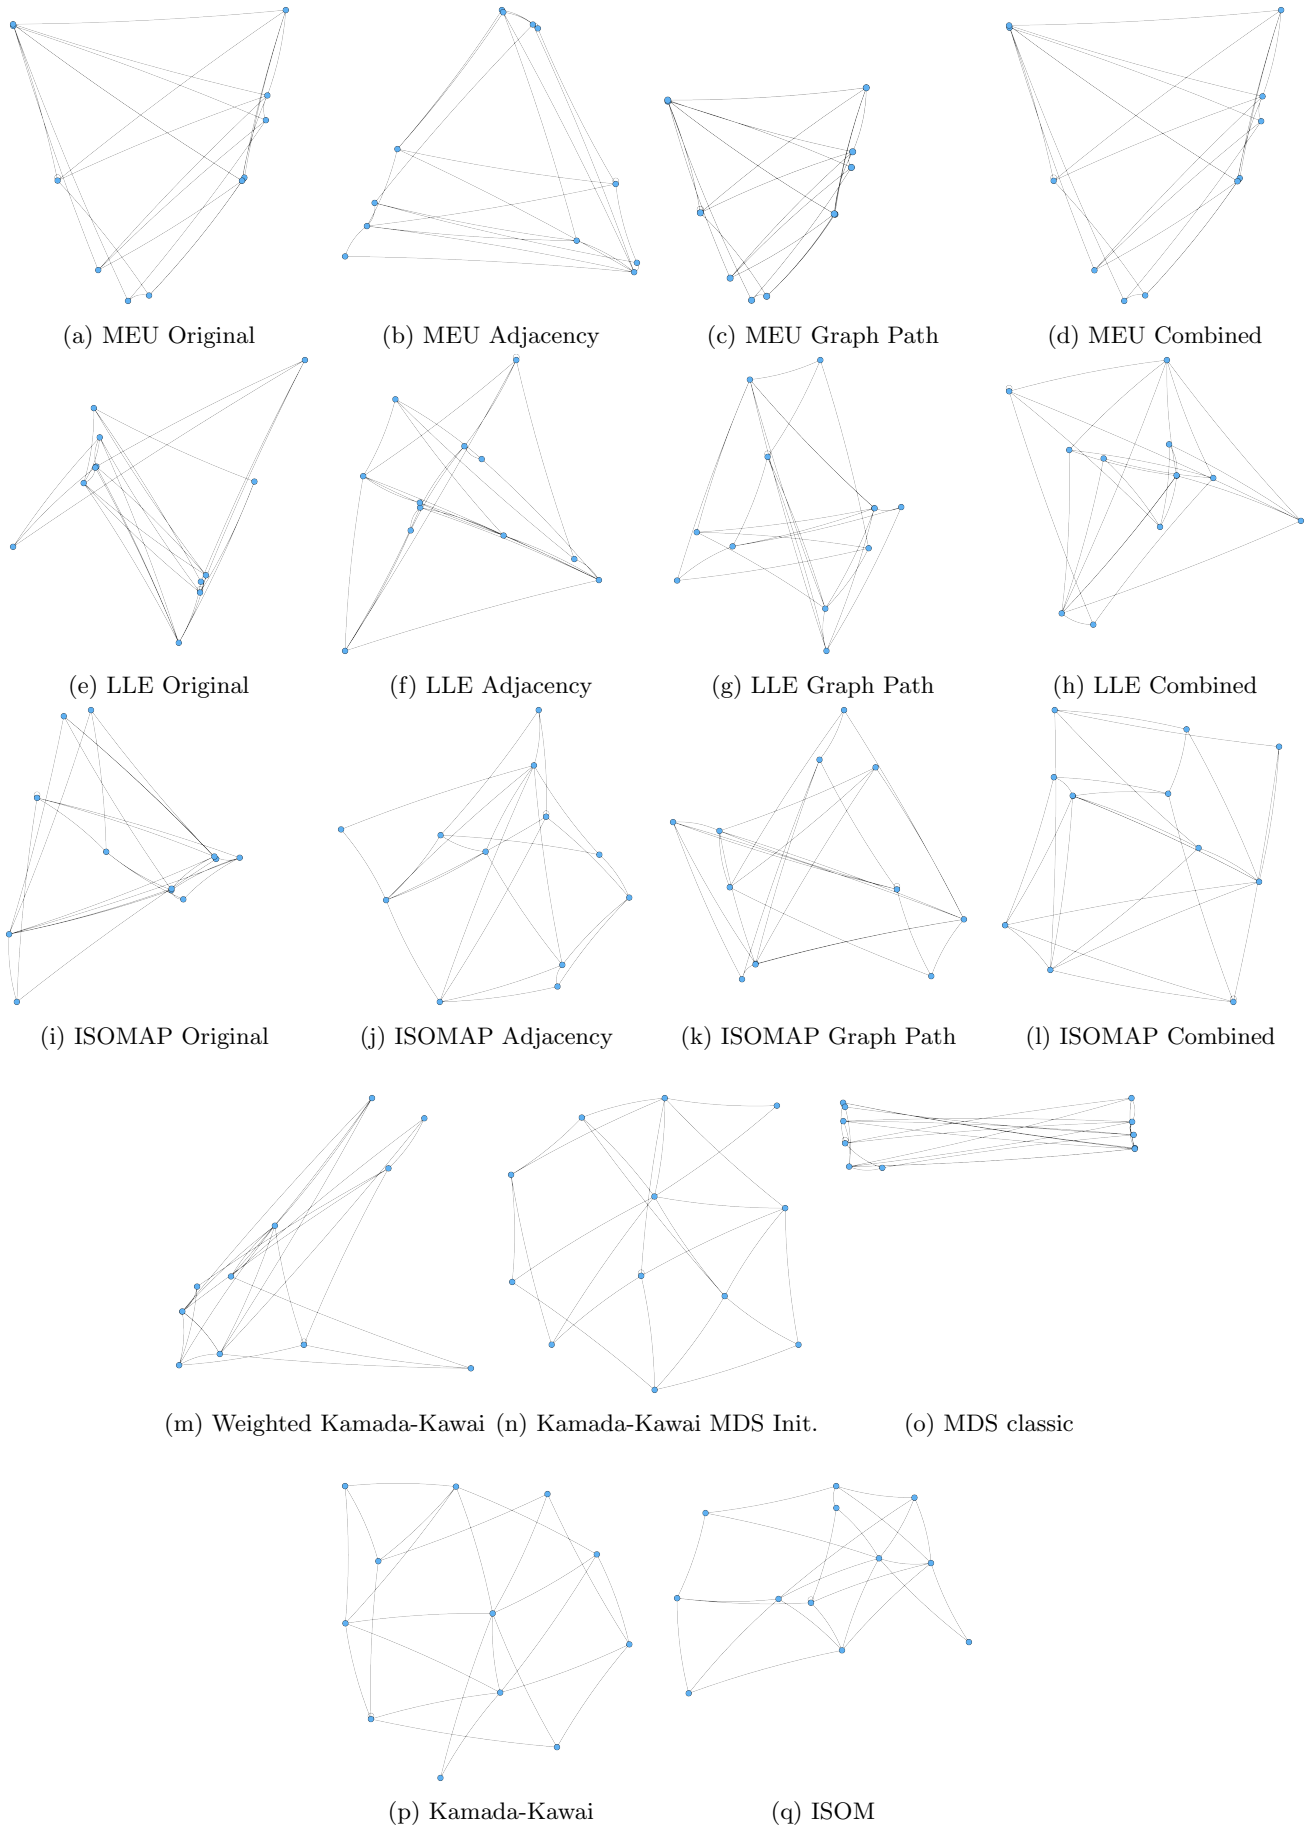 (a) MEU Original (b) MEU Adjacency (c) MEU Graph Path (d) MEU Combined
(e) LLE Original (f) LLE Adjacency (g) LLE Graph Path (h) LLE Combined
(i) ISOMAP Original (j) ISOMAP Adjacency (k) ISOMAP Graph Path (l) ISOMAP Combined
(m) Weighted Kamada-Kawai (n) Kamada-Kawai MDS Init. (o) MDS classic
(p) Kamada-Kawai (q) ISOM